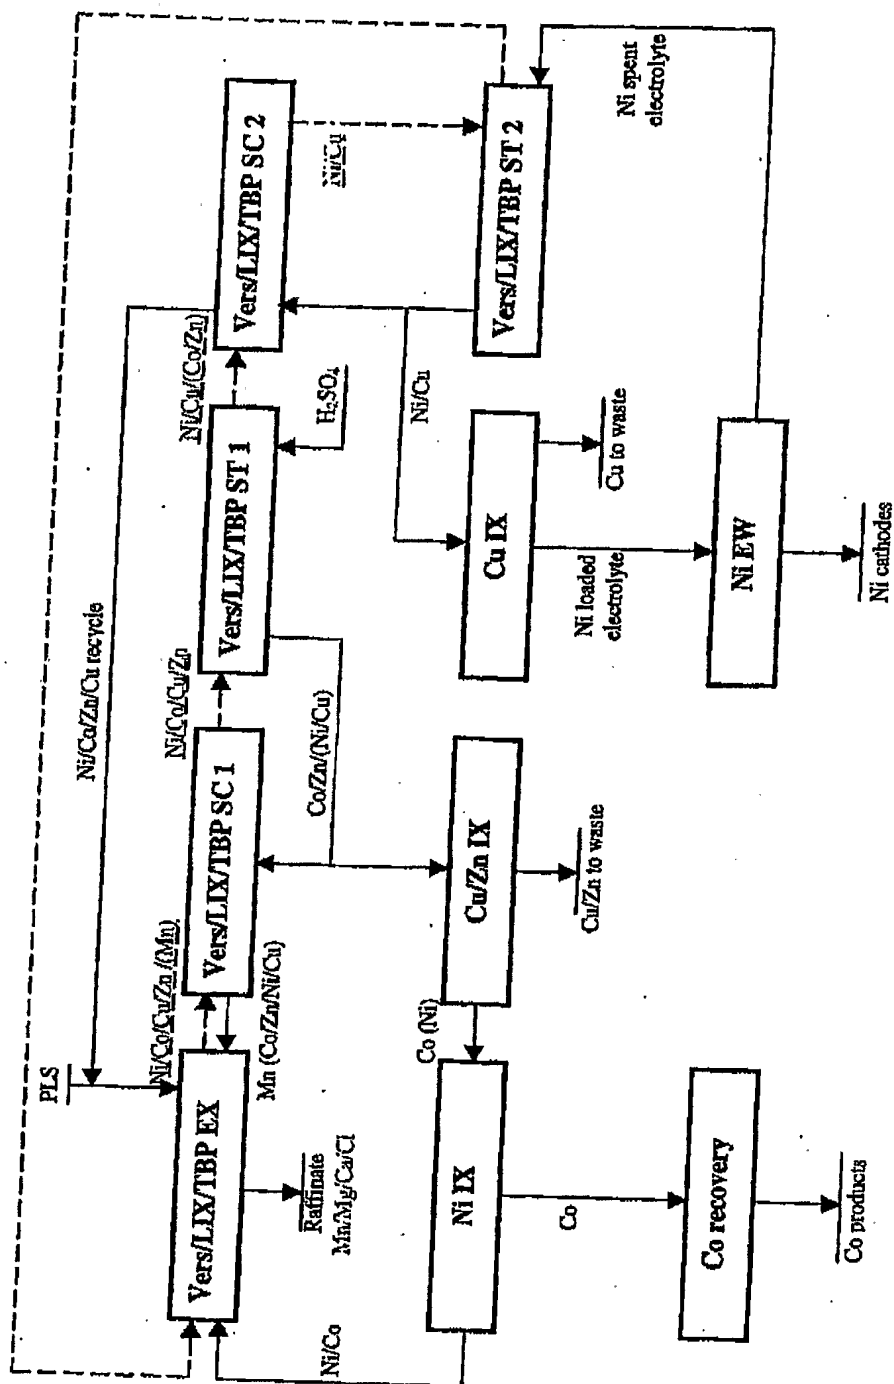 PLS
Ni/Co/Zn/Cu recycle
Ni/Co/Cu/Zn/(Mn)
Ni/Co/Cu/Zn
Ni/Cu/(Co/Zn)
Vers/LIX/TBP EX
Vers/LIX/TBP SC 1
Vers/LIX/TBP ST 1
Vers/LIX/TBP SC 2
Mn (Co/Zn/Ni/Cu)
Raffinate
Mn/Mg/Ca/Cl
Co/Zn/(Ni/Cu)
H₂SO₄
Ni/Cu
Ni/Co
Ni/Cu
Vers/LIX/TBP ST 2
Ni IX
Co (Ni)
Cu/Zn IX
Cu IX
Ni spent
electrolyte
Co
Cu/Zn to waste
Ni loaded
electrolyte
Cu to waste
Co recovery
Ni EW
Co products
Ni cathodes